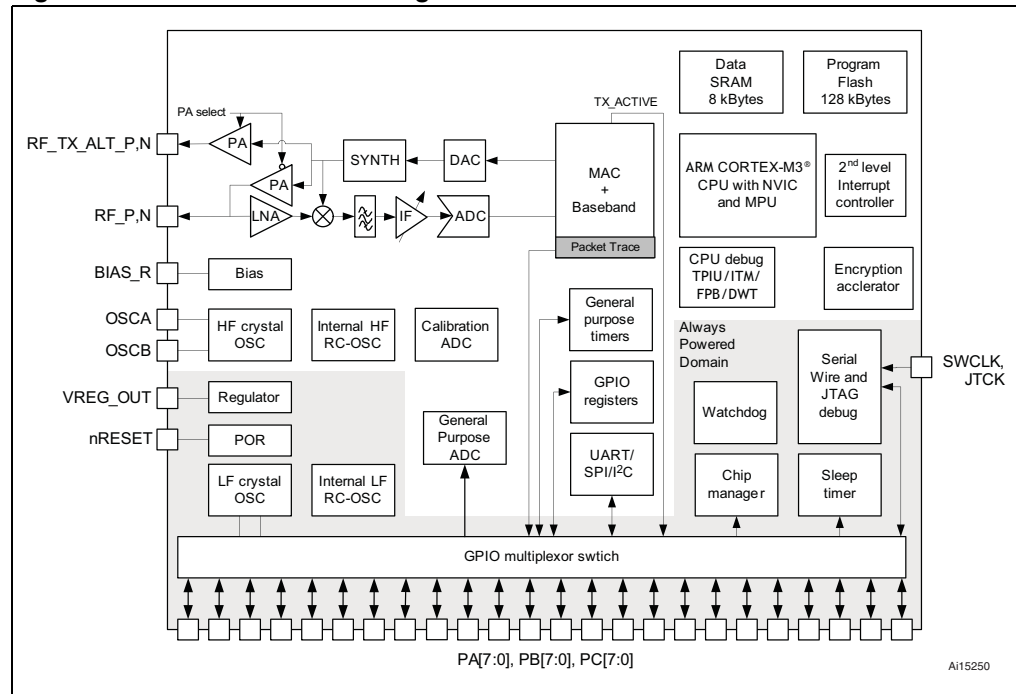 PA select
RF_TX_ALT_P,N
PA
PA
RF_P,N
LNA
SYNTH
DAC
IF
ADC
TX_ACTIVE
MAC
+
Baseband
Packet Trace
Data
SRAM
8 kBytes
Program
Flash
128 kBytes
ARM CORTEX-M3®
CPU with NVIC
and MPU
2nd level
Interrupt
controller
CPU debug
TPIU/ITM/
FPB/DWT
Encryption
acclerator
BIAS_R
Bias
OSCA
OSCB
HF crystal
OSC
Internal HF
RC-OSC
Calibration
ADC
General
purpose
timers
Always
Powered
Domain
Serial
Wire and
JTAG
debug
SWCLK,
JTCK
VREG_OUT
Regulator
GPIO
registers
Watchdog
nRESET
POR
General
Purpose
ADC
UART/
SPI/I2C
LF crystal
OSC
Internal LF
RC-OSC
Chip
manager
Sleep
timer
GPIO multiplexor swtich
PA[7:0], PB[7:0], PC[7:0]
Ai15250